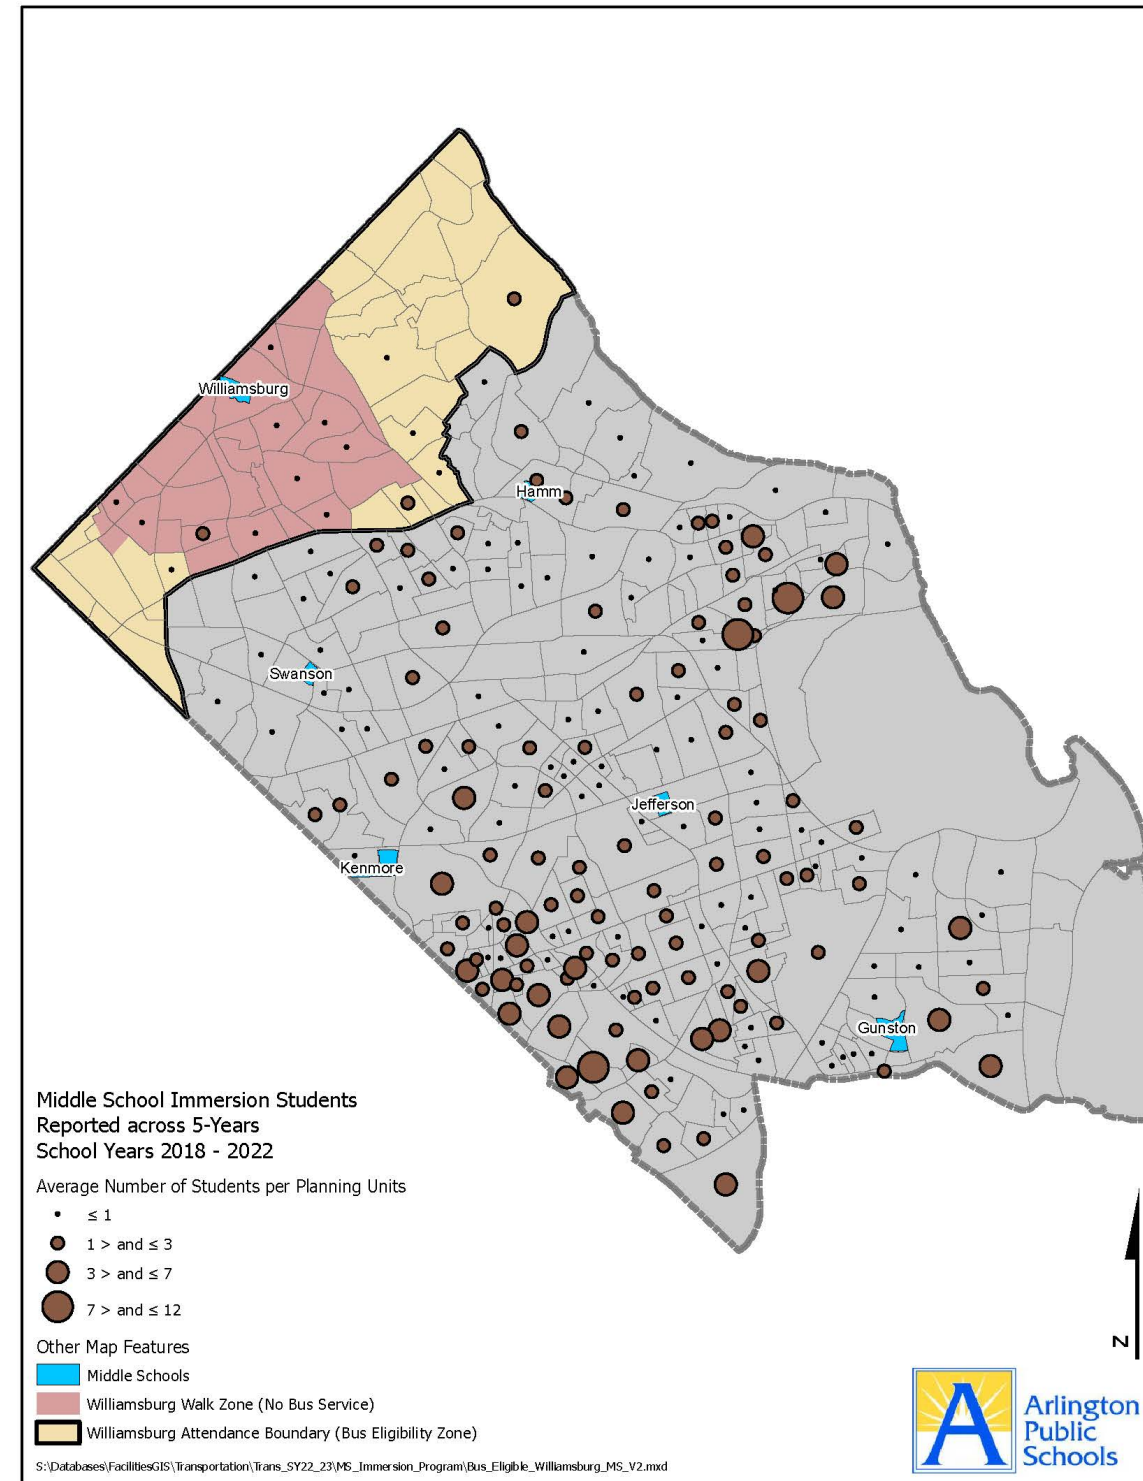 Williamsburg
Hamm
Swanson
Jefferson
Kenmore
Gunston
Middle School Immersion Students
Reported across 5-Years
School Years 2018 - 2022
Average Number of Students per Planning Units
≤ 1
1 > and ≤ 3
3 > and ≤ 7
7 > and ≤ 12
Other Map Features
Middle Schools
Williamsburg Walk Zone (No Bus Service)
Williamsburg Attendance Boundary (Bus Eligibility Zone)
S:\Databases\FacilitiesGIS\Transportation\Trans_SY22_23\MS_Immersion_Program\Bus_Eligible_Williamsburg_MS_V2.mxd
N
A
Arlington
Public
Schools